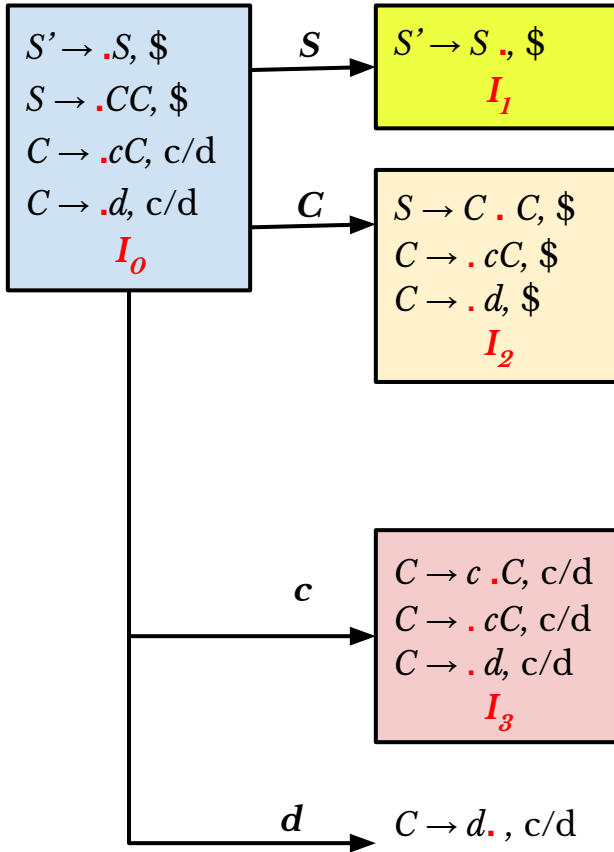 S’ → .S, $
S → .CC, $
C → .cC, c/d
C → .d, c/d
I₀
S
S’ → S ., $
I₁
C
S → C . C, $
C → . cC, $
C → . d, $
I₂
c
C → c .C, c/d
C → . cC, c/d
C → . d, c/d
I₃
d
C → d. , c/d